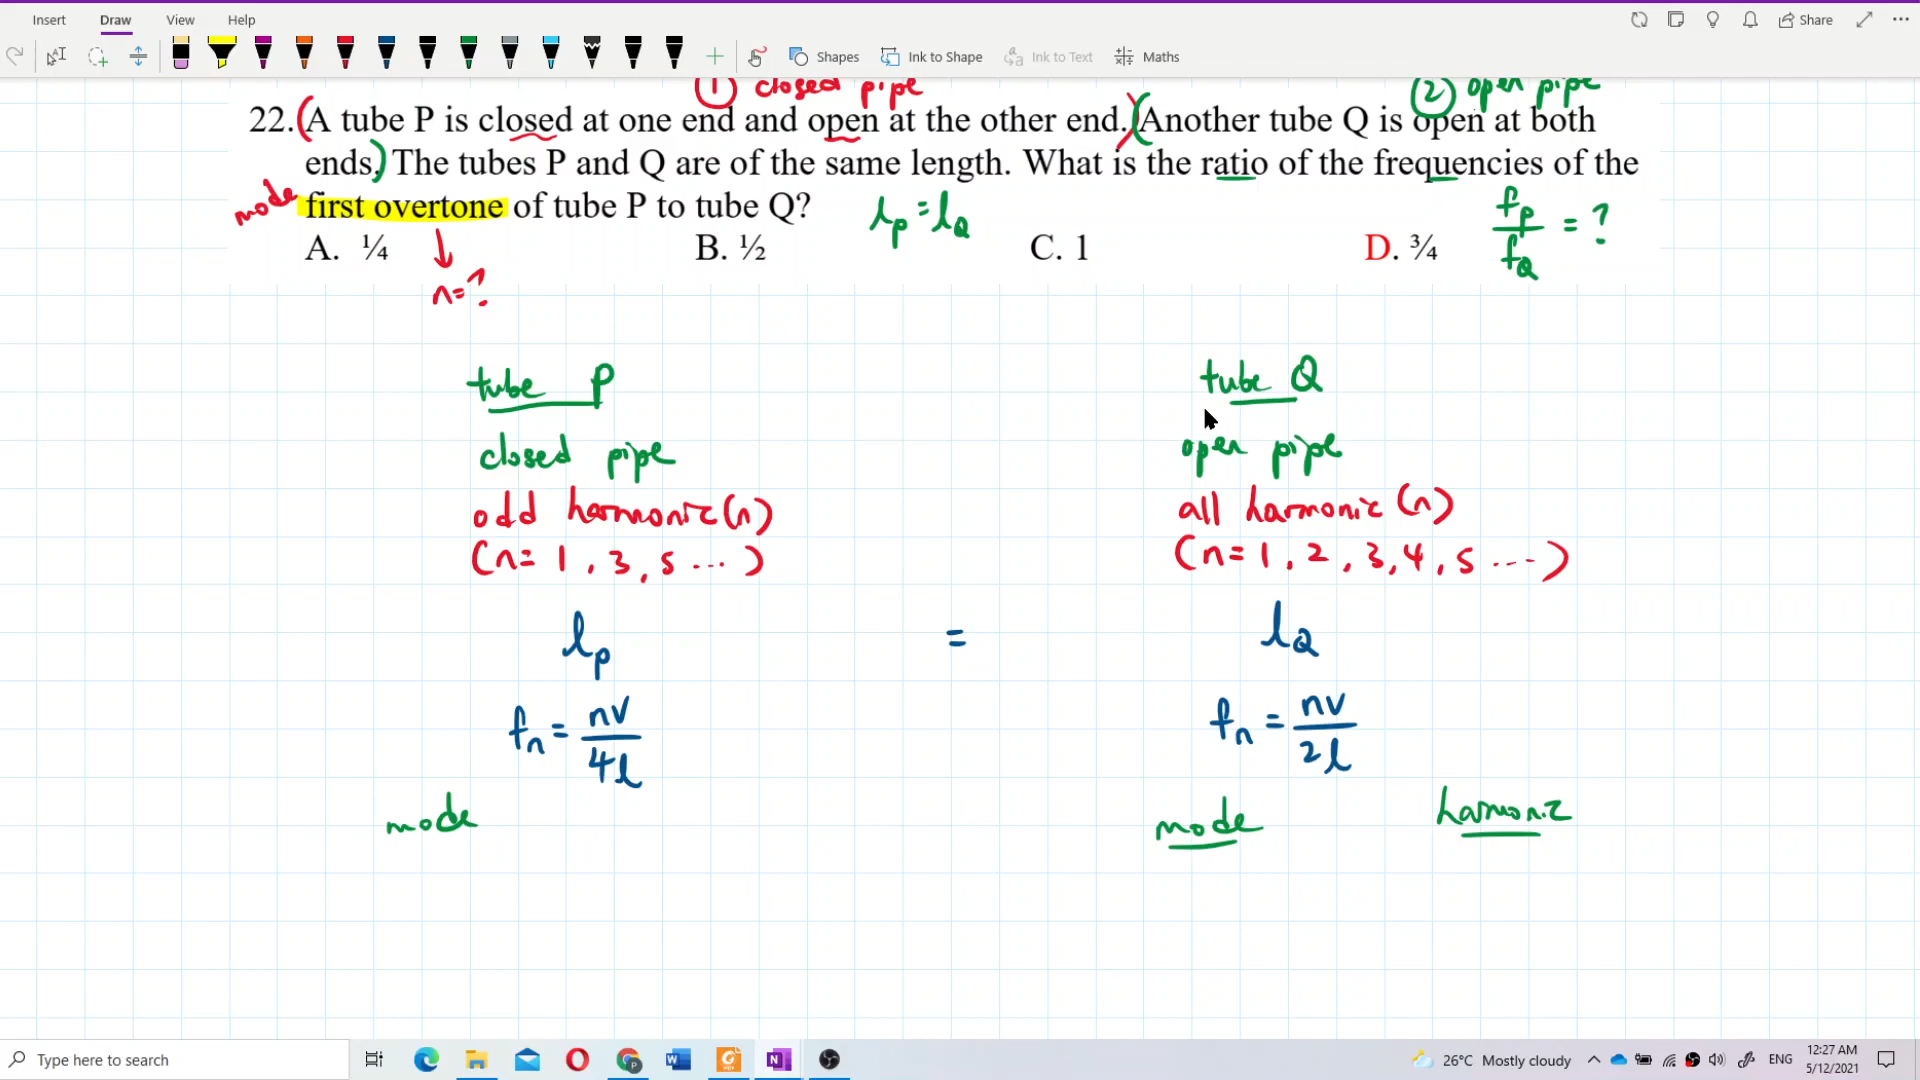 Insert Draw View Help
Share
Shapes Ink to Shape Ink to Text Maths
① closed pipe
② open pipe
22. (A tube P is closed at one end and open at the other end.) (Another tube Q is open at both
ends.) The tubes P and Q are of the same length. What is the ratio of the frequencies of the
mode first overtone of tube P to tube Q?
lp = lQ
fp/fQ = ?
A. ¼ B. ½ C. 1 D. ¾
n=?
tube P
tube Q
closed pipe
open pipe
odd harmonic (n)
all harmonic (n)
(n= 1, 3, 5 ...)
(n= 1, 2, 3, 4, 5 ....)
lp = lQ
fn = nv/4l
fn = nv/2l
mode
mode harmonic
Type here to search
26°C Mostly cloudy
ENG
12:27 AM
5/12/2021